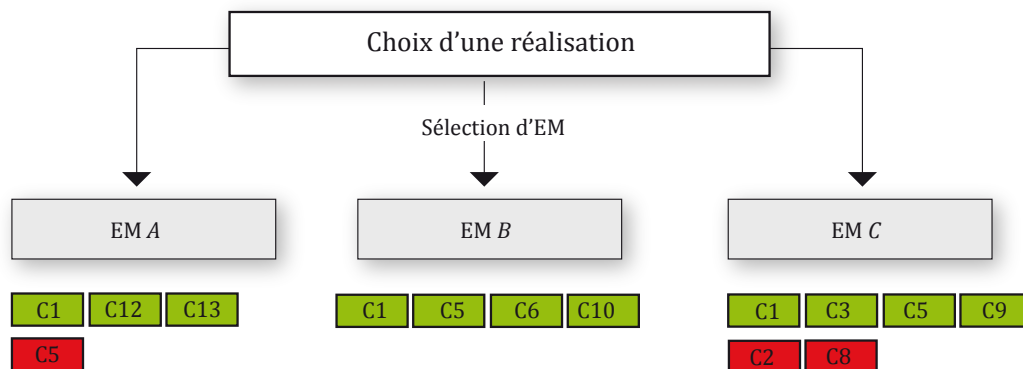 Choix d’une réalisation
Sélection d’EM
EM A
EM B
EM C
C1 C12 C13
C5
C1 C5 C6 C10
C1 C3 C5 C9
C2 C8